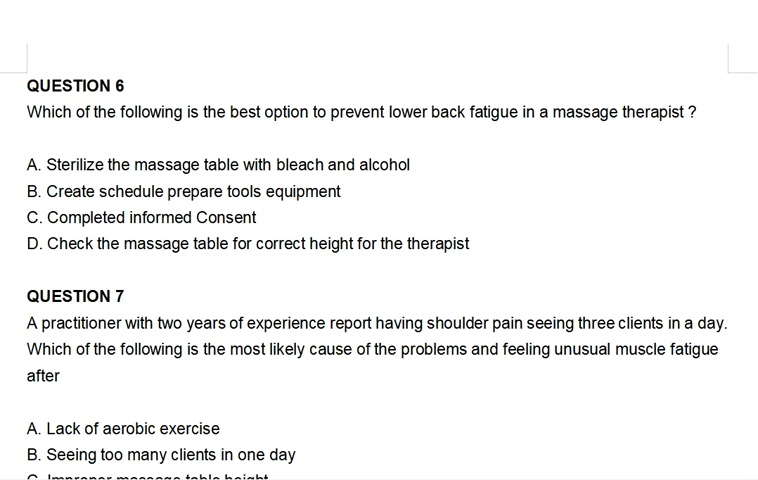 QUESTION 6
Which of the following is the best option to prevent lower back fatigue in a massage therapist ?
A. Sterilize the massage table with bleach and alcohol
B. Create schedule prepare tools equipment
C. Completed informed Consent
D. Check the massage table for correct height for the therapist
QUESTION 7
A practitioner with two years of experience report having shoulder pain seeing three clients in a day.
Which of the following is the most likely cause of the problems and feeling unusual muscle fatigue
after
A. Lack of aerobic exercise
B. Seeing too many clients in one day
C. Improper massage table height